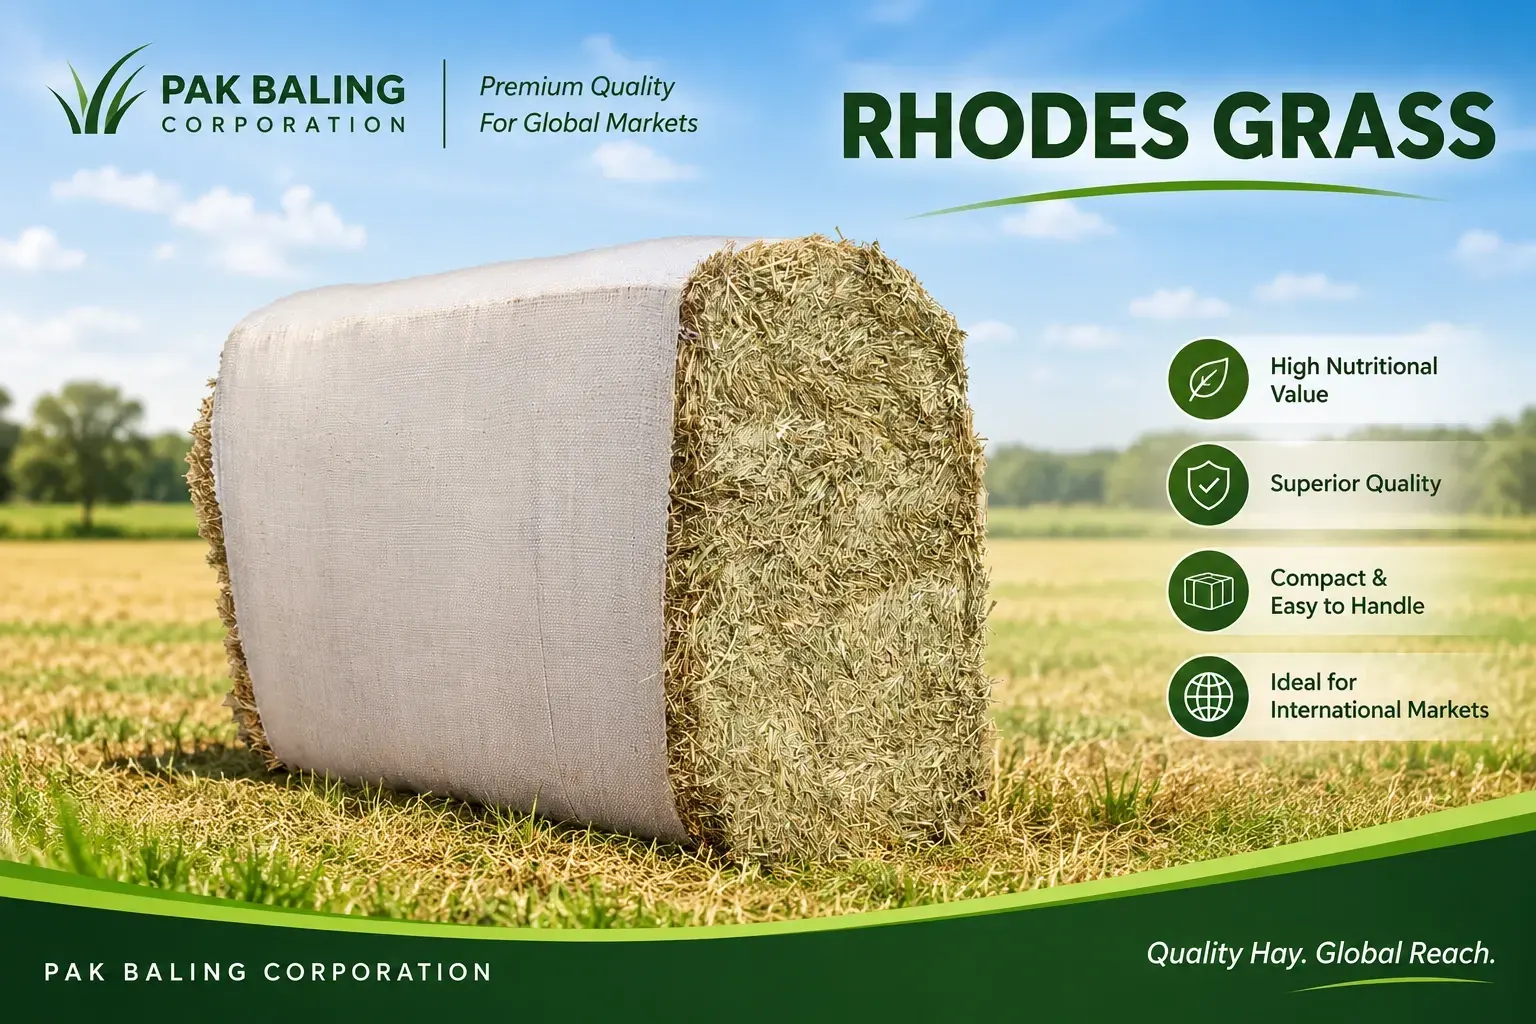 PAK BALING
CORPORATION
Premium Quality
For Global Markets
RHODES GRASS
High Nutritional
Value
Superior Quality
Compact &
Easy to Handle
Ideal for
International Markets
PAK BALING CORPORATION
Quality Hay. Global Reach.